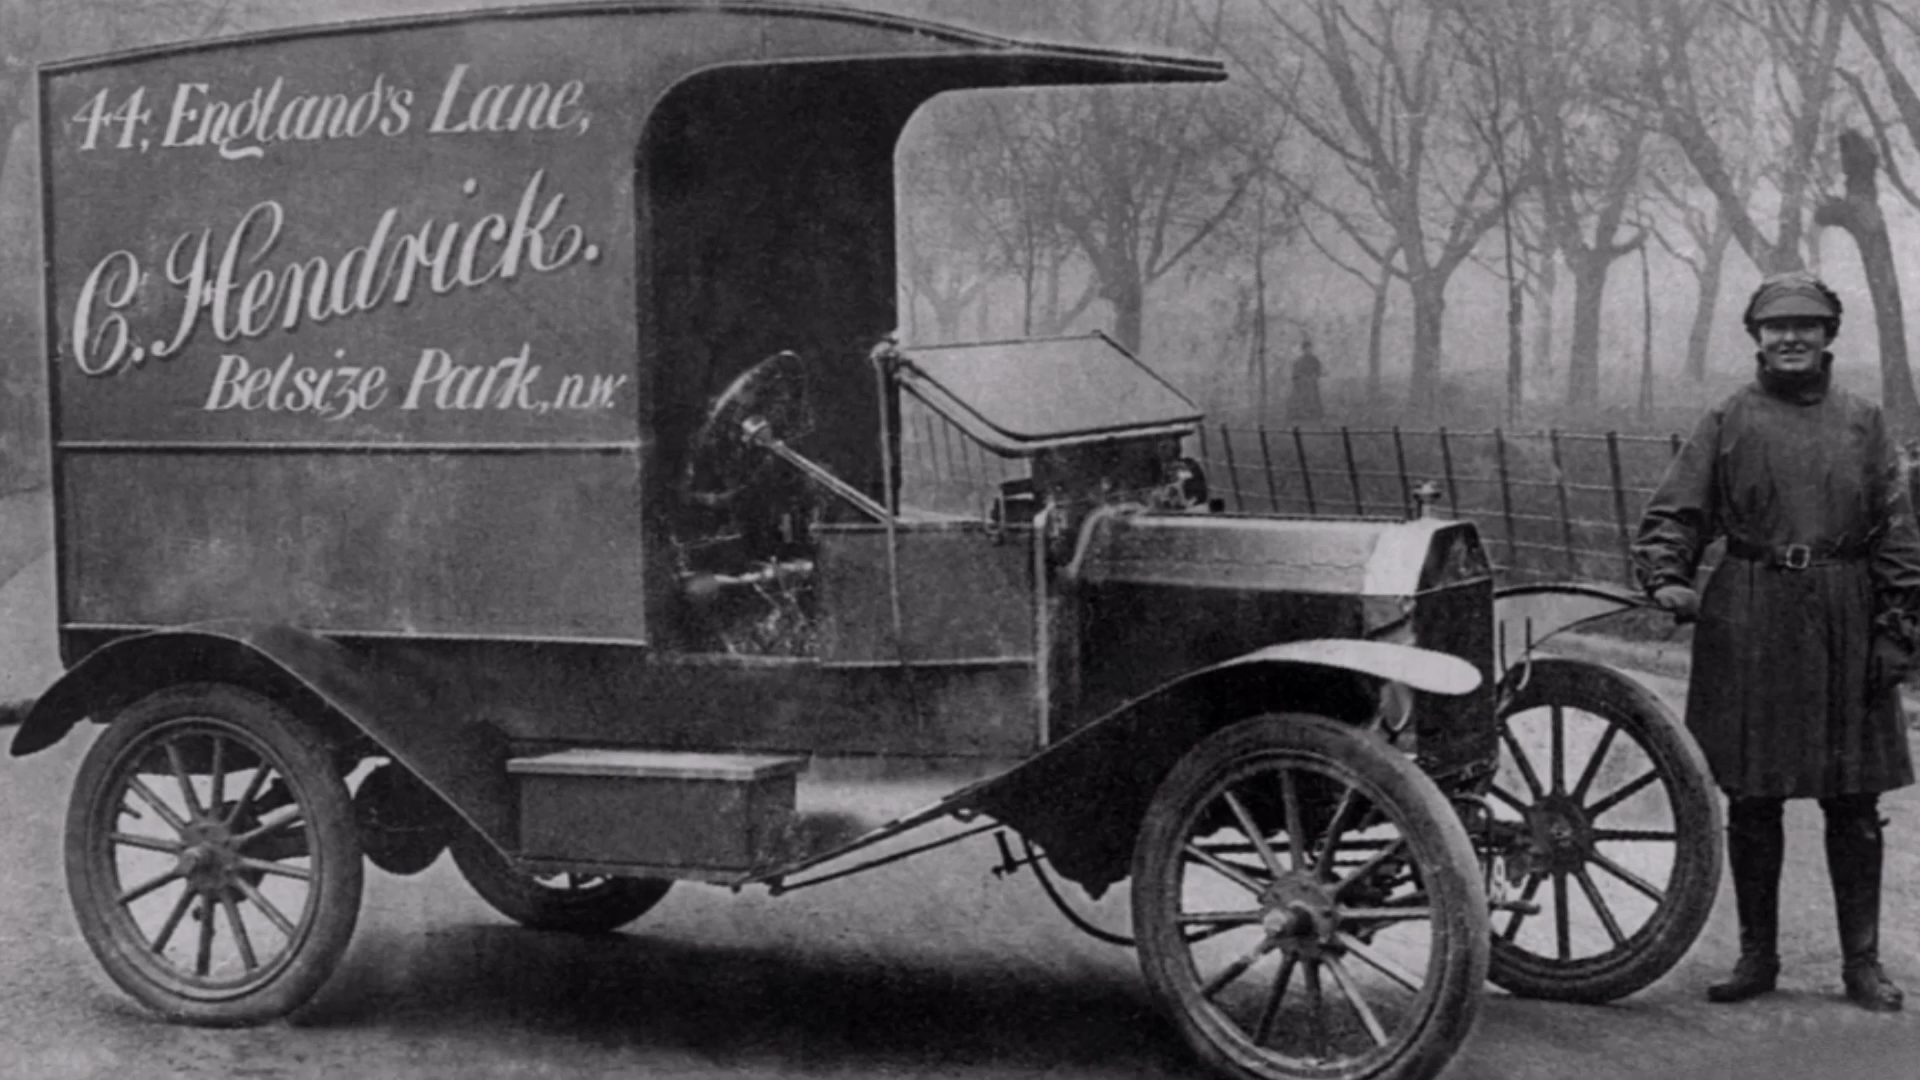 44, England's Lane,
C. Hendrick.
Belsize Park, n.w.